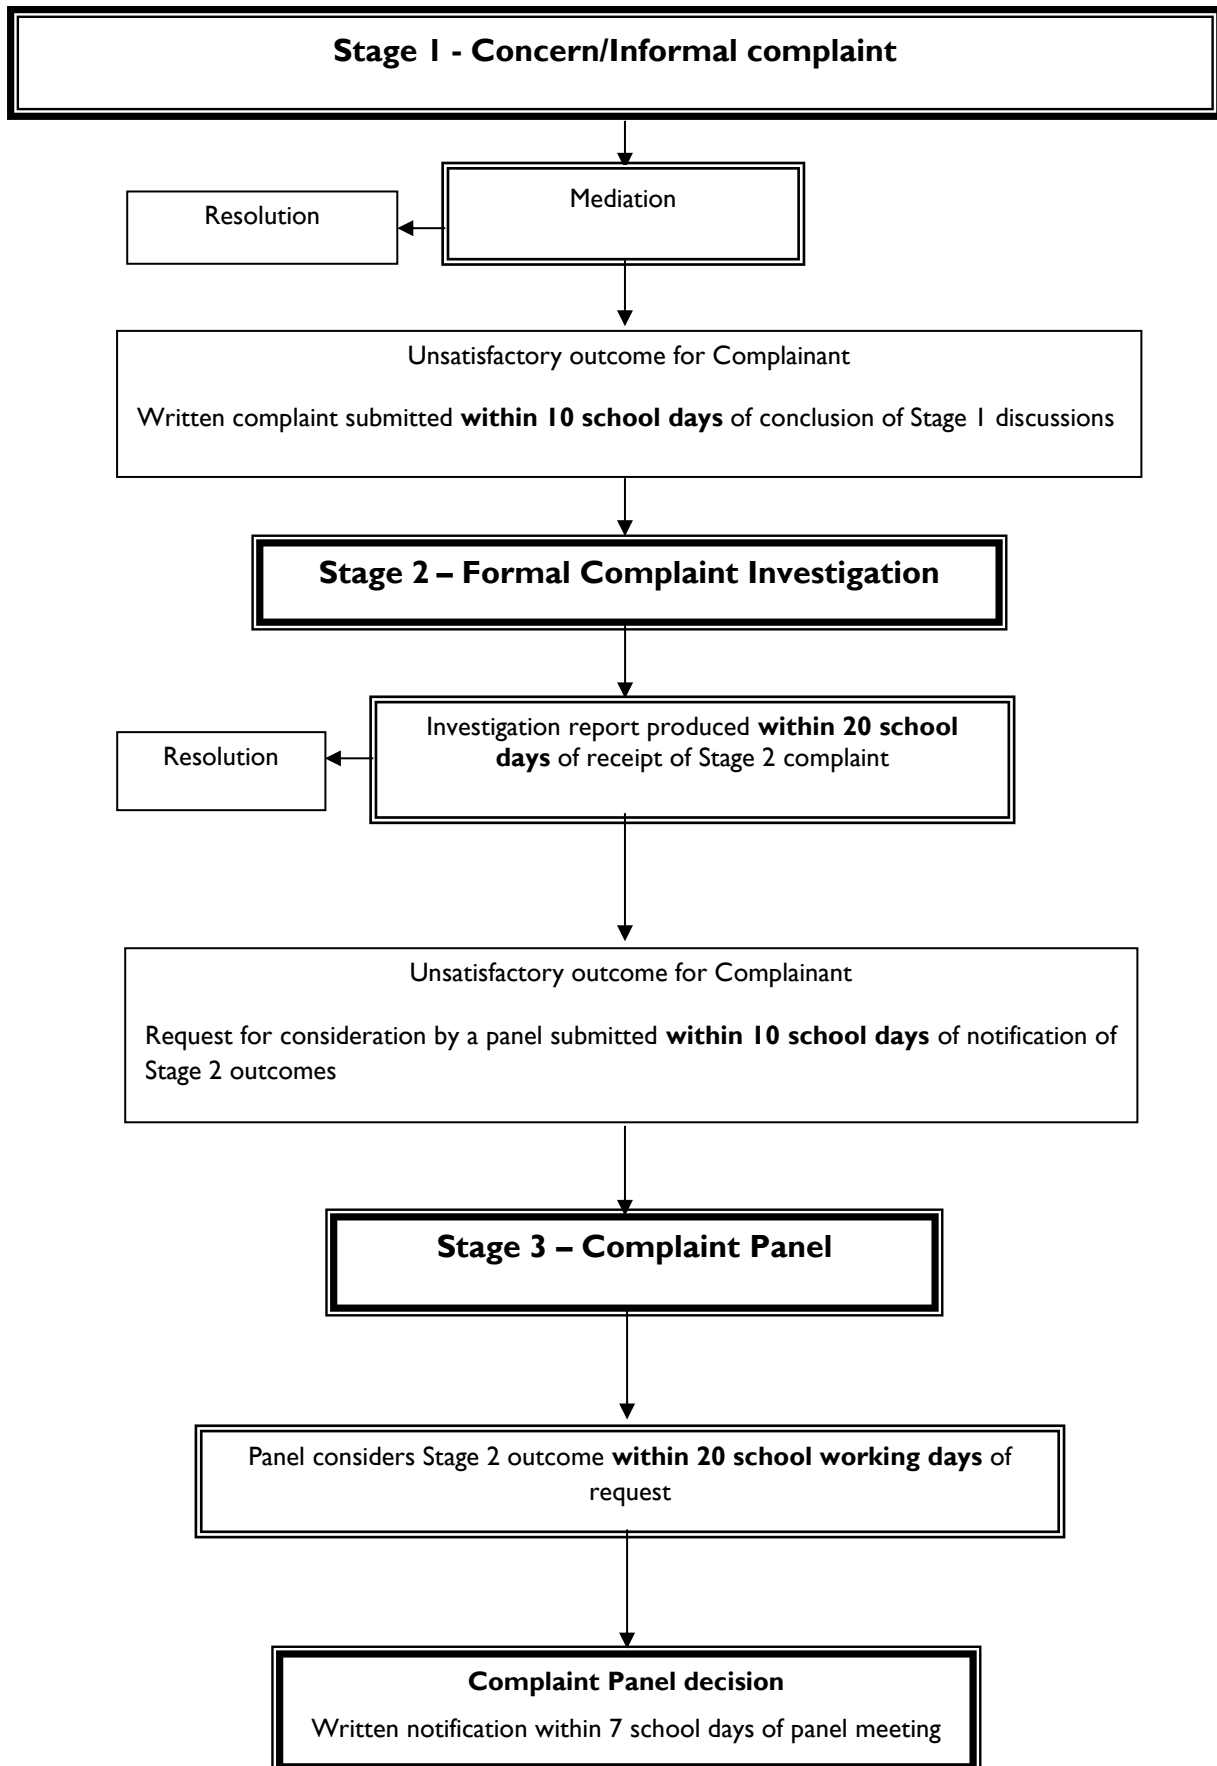 Stage 1 - Concern/Informal complaint
Mediation
Resolution
Unsatisfactory outcome for Complainant
Written complaint submitted within 10 school days of conclusion of Stage 1 discussions
Stage 2 – Formal Complaint Investigation
Investigation report produced within 20 school
days of receipt of Stage 2 complaint
Resolution
Unsatisfactory outcome for Complainant
Request for consideration by a panel submitted within 10 school days of notification of
Stage 2 outcomes
Stage 3 – Complaint Panel
Panel considers Stage 2 outcome within 20 school working days of
request
Complaint Panel decision
Written notification within 7 school days of panel meeting